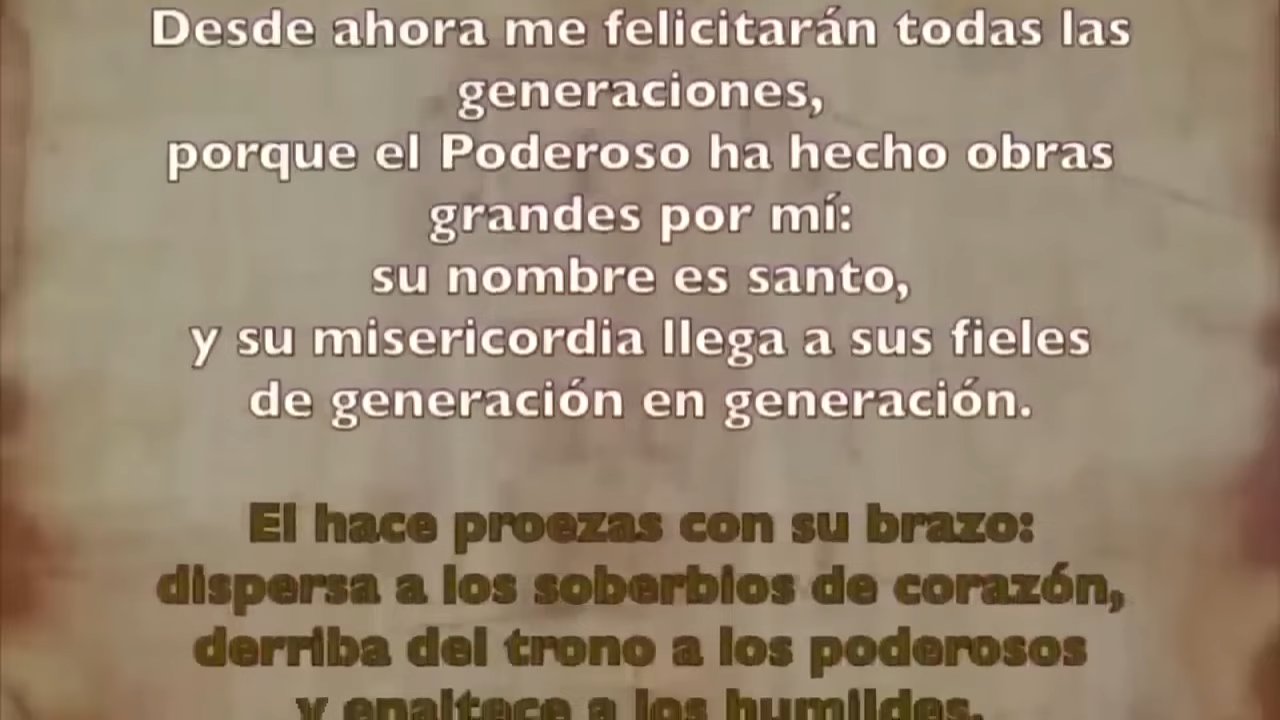 Desde ahora me felicitarán todas las
generaciones,
porque el Poderoso ha hecho obras
grandes por mí:
su nombre es santo,
y su misericordia llega a sus fieles
de generación en generación.
El hace proezas con su brazo:
dispersa a los soberbios de corazón,
derriba del trono a los poderosos
y enaltece a los humildes,